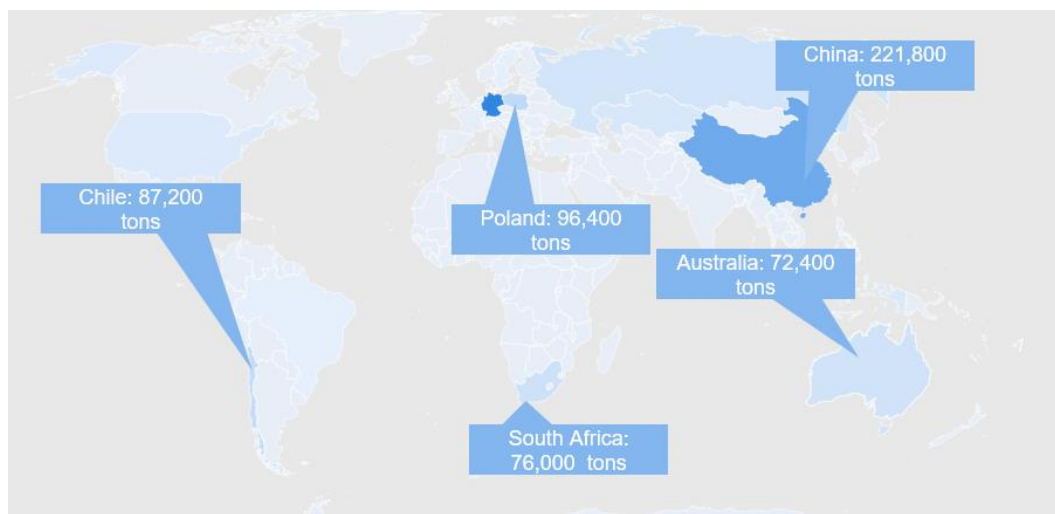 China: 221,800
tons
Chile: 87,200
tons
Poland: 96,400
tons
Australia: 72,400
tons
South Africa:
76,000  tons